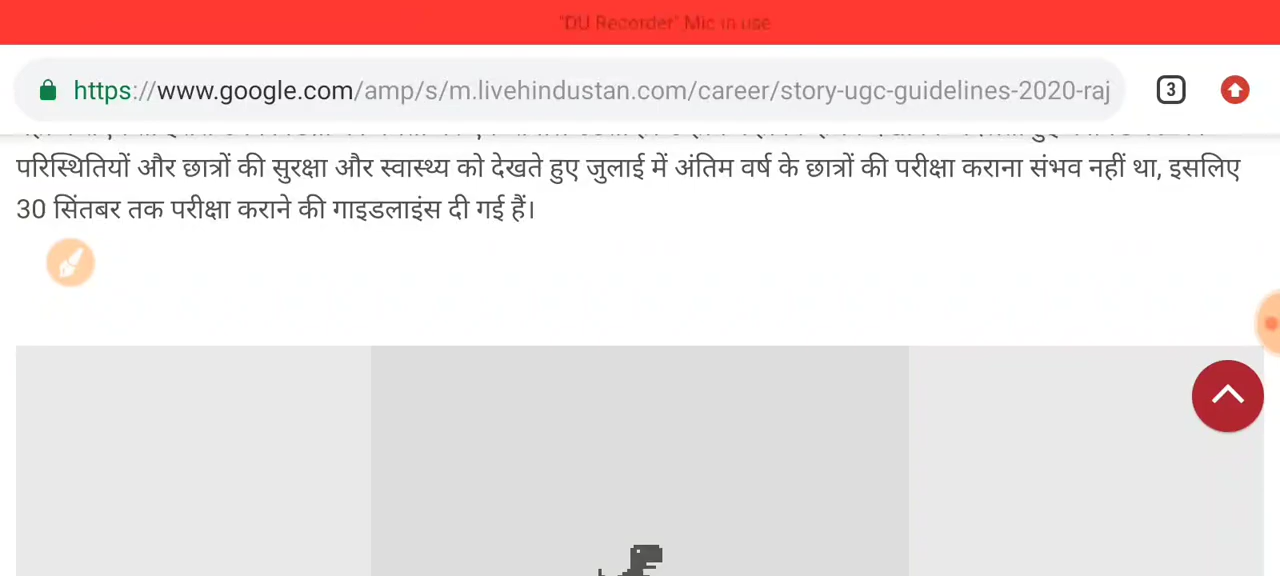 "DU Recorder" Mic in use
https://www.google.com/amp/s/m.livehindustan.com/career/story-ugc-guidelines-2020-raj
3
परिस्थितियों और छात्रों की सुरक्षा और स्वास्थ्य को देखते हुए जुलाई में अंतिम वर्ष के छात्रों की परीक्षा कराना संभव नहीं था, इसलिए
30 सिंतबर तक परीक्षा कराने की गाइडलाइंस दी गई हैं।